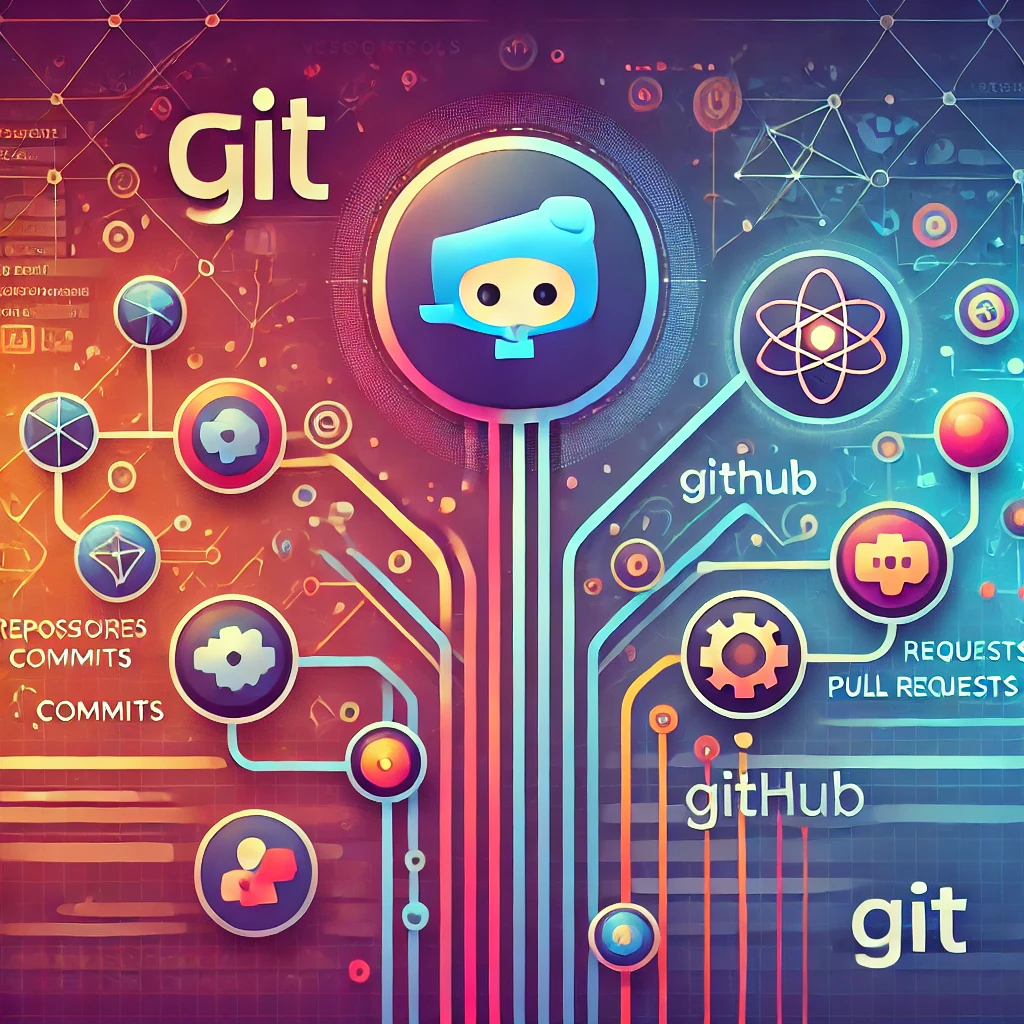 git
github
REPOSSORES
COMMITS
COMMITS
REQUESTS
PULL REQUESTS
gitHub
git